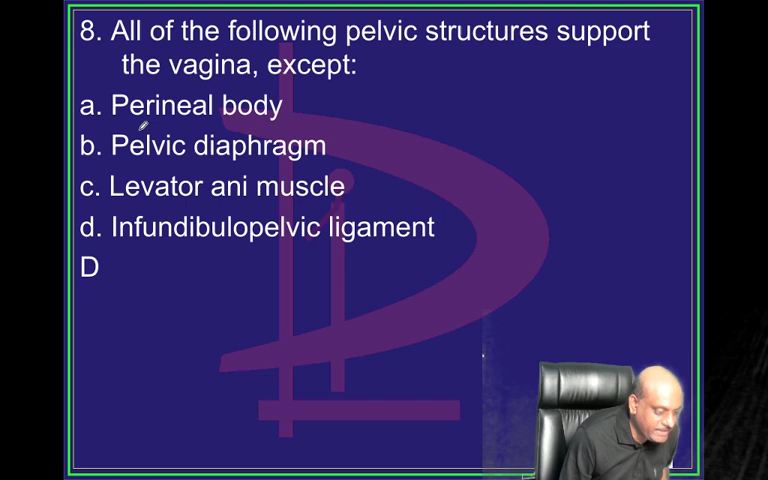 8. All of the following pelvic structures support
the vagina, except:
a. Perineal body
b. Pelvic diaphragm
c. Levator ani muscle
d. Infundibulopelvic ligament
D